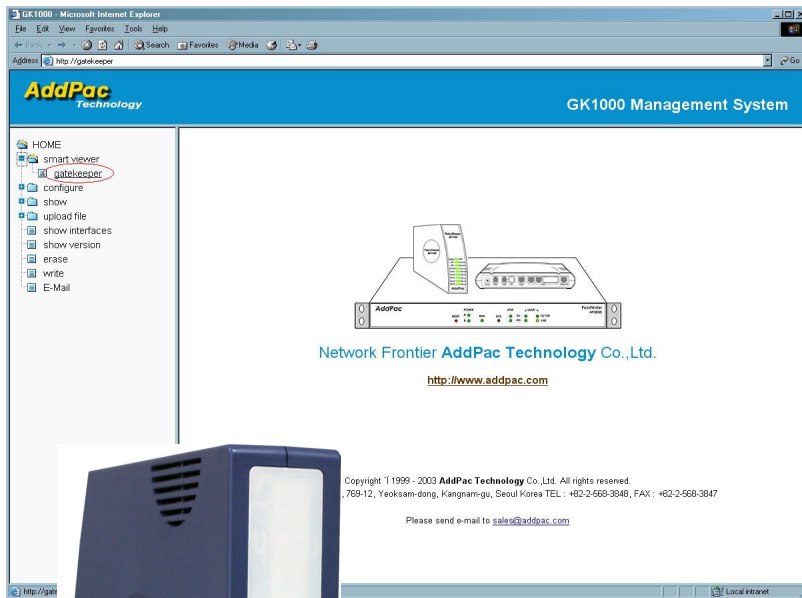 GK1000 - Microsoft Internet Explorer
File Edit View Favorites Tools Help
Back Search Favorites Media
Address http://gatekeeper Go
AddPac
Technology
GK1000 Management System
HOME
smart viewer
gatekeeper
configure
show
upload file
show interfaces
show version
erase
write
E-Mail
AddPac
AddPac
POWER
RUN
Network Frontier AddPac Technology Co.,Ltd.
http://www.addpac.com
Copyright ¨Ï 1999 - 2003 AddPac Technology Co.,Ltd. All rights reserved.
, 769-12, Yeoksam-dong, Kangnam-gu, Seoul Korea TEL : +82-2-568-3848, FAX : +82-2-568-3847
Please send e-mail to sales@addpac.com
http://gate
Local intranet